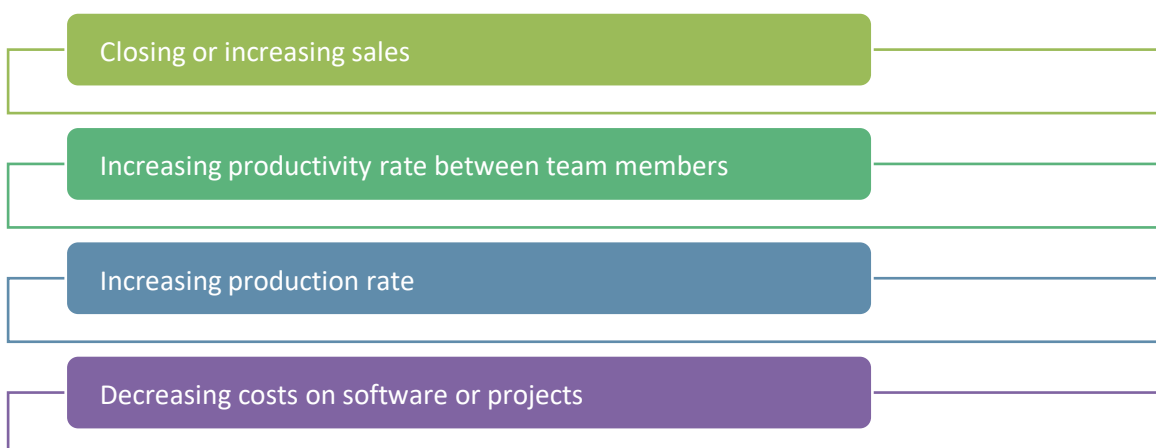 Closing or increasing sales
Increasing productivity rate between team members
Increasing production rate
Decreasing costs on software or projects